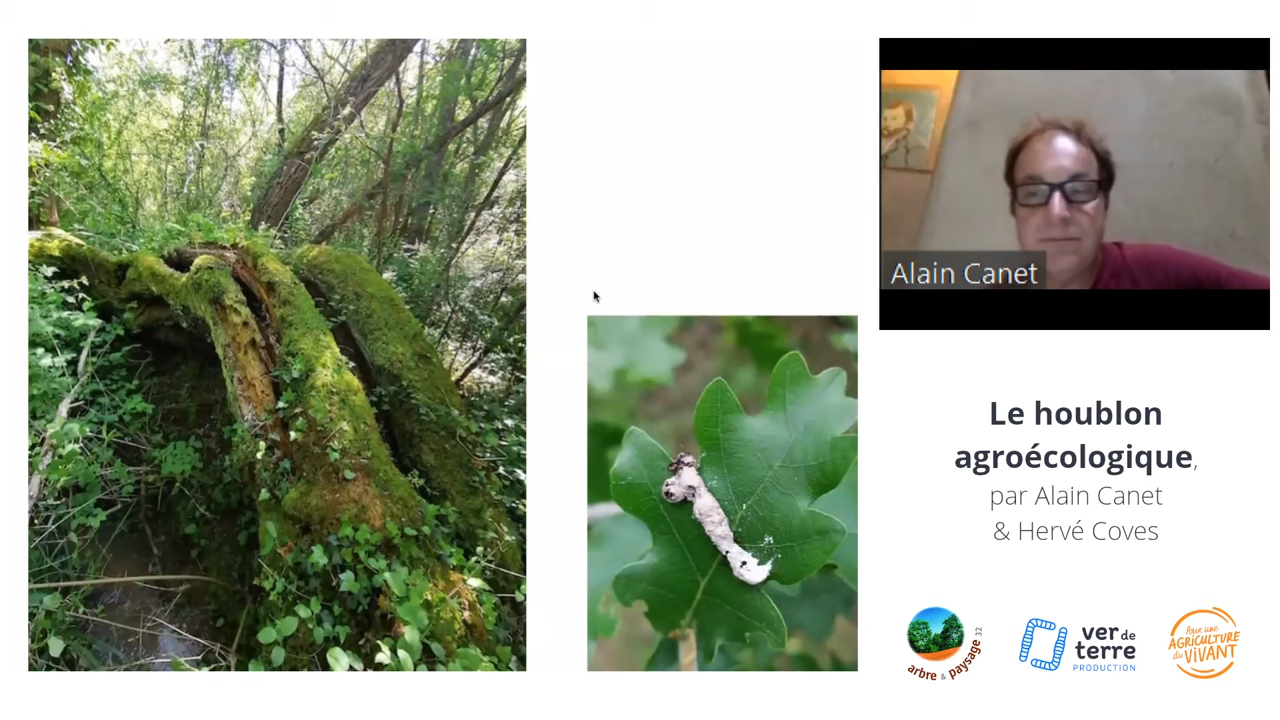 Alain Canet
Le houblon
agroécologique,
par Alain Canet
& Hervé Coves
arbre & paysage 32
ver de
terre
PRODUCTION
Pour une
AGRICULTURE
du ViVANT